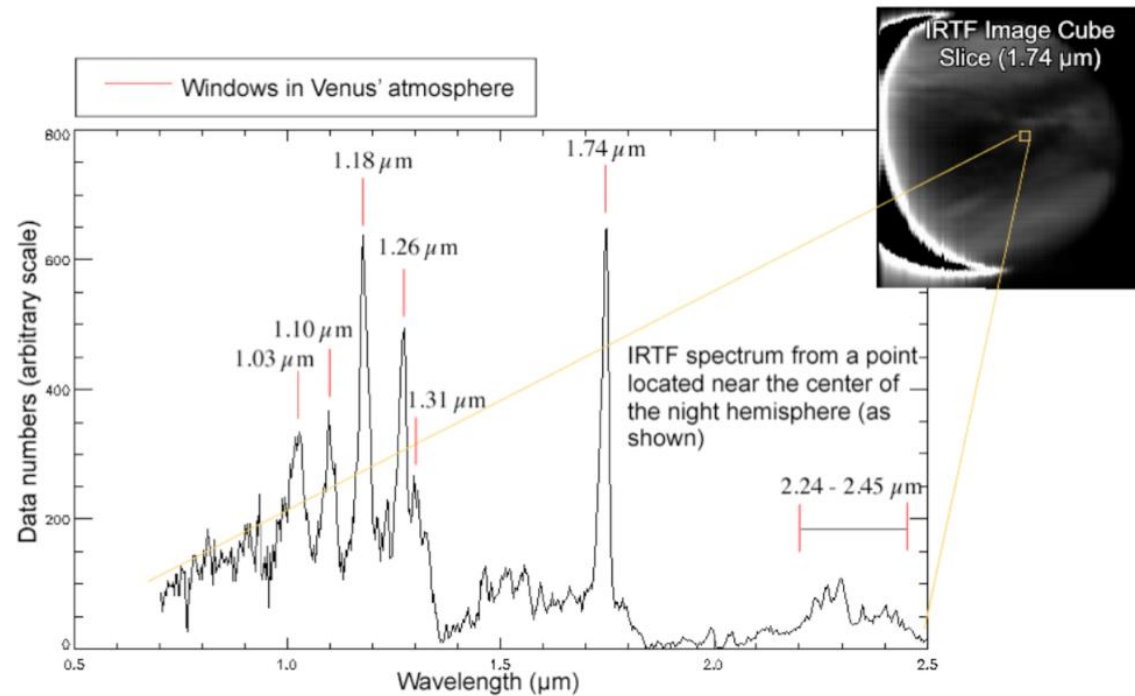 IRTF Image Cube
Slice (1.74 µm)
Windows in Venus' atmosphere
800
600
400
200
0
Data numbers (arbitrary scale)
1.03 µm
1.10 µm
1.18 µm
1.26 µm
1.31 µm
1.74 µm
IRTF spectrum from a point
located near the center of
the night hemisphere (as
shown)
2.24 - 2.45 µm
0.5
1.0
1.5
2.0
2.5
Wavelength (µm)